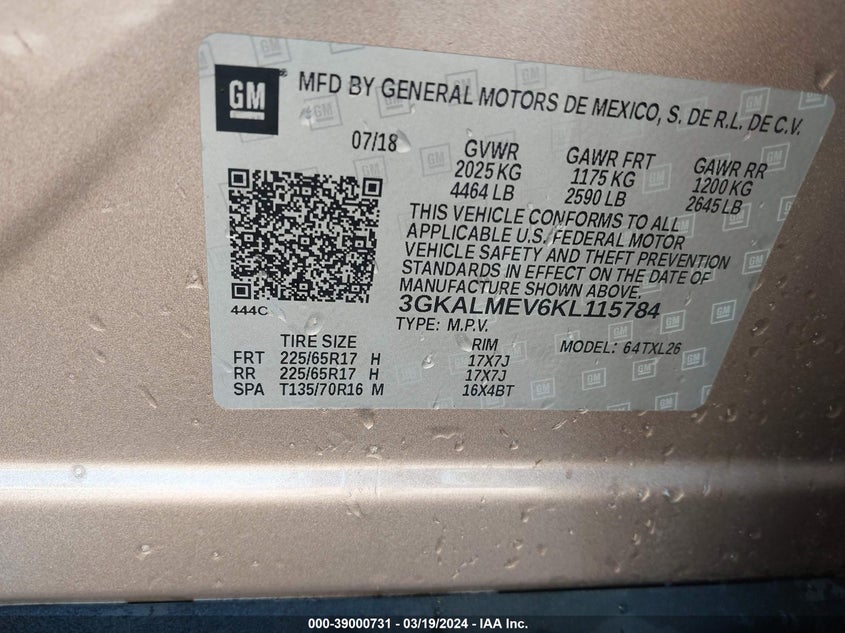 GM
MFD BY GENERAL MOTORS DE MEXICO, S. DE R.L. DE C.V.
07/18
GVWR GAWR FRT GAWR RR
2025 KG 1175 KG 1200 KG
4464 LB 2590 LB 2645 LB
THIS VEHICLE CONFORMS TO ALL
APPLICABLE U.S. FEDERAL MOTOR
VEHICLE SAFETY AND THEFT PREVENTION
STANDARDS IN EFFECT ON THE DATE OF
MANUFACTURE SHOWN ABOVE.
444C
3GKALMEV6KL115784
TYPE: M.P.V. MODEL: 64TXL26
TIRE SIZE RIM
FRT 225/65R17 H 17X7J
RR 225/65R17 H 17X7J
SPA T135/70R16 M 16X4BT
000-39000731 - 03/19/2024 - IAA Inc.